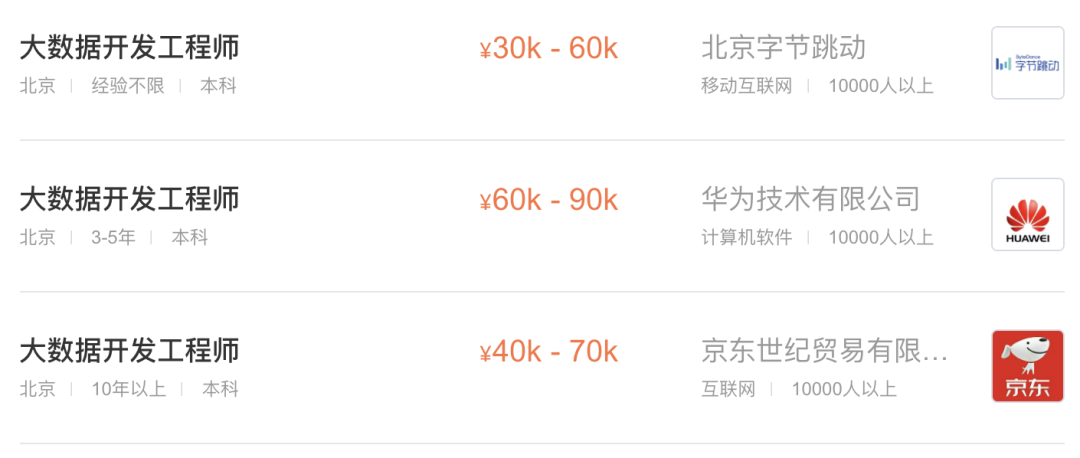 大数据开发工程师
¥30k - 60k
北京字节跳动
北京 | 经验不限 | 本科
移动互联网 | 10000人以上
ByteDance
字节跳动
大数据开发工程师
¥60k - 90k
华为技术有限公司
北京 | 3-5年 | 本科
计算机软件 | 10000人以上
HUAWEI
大数据开发工程师
¥40k - 70k
京东世纪贸易有限...
北京 | 10年以上 | 本科
互联网 | 10000人以上
京东